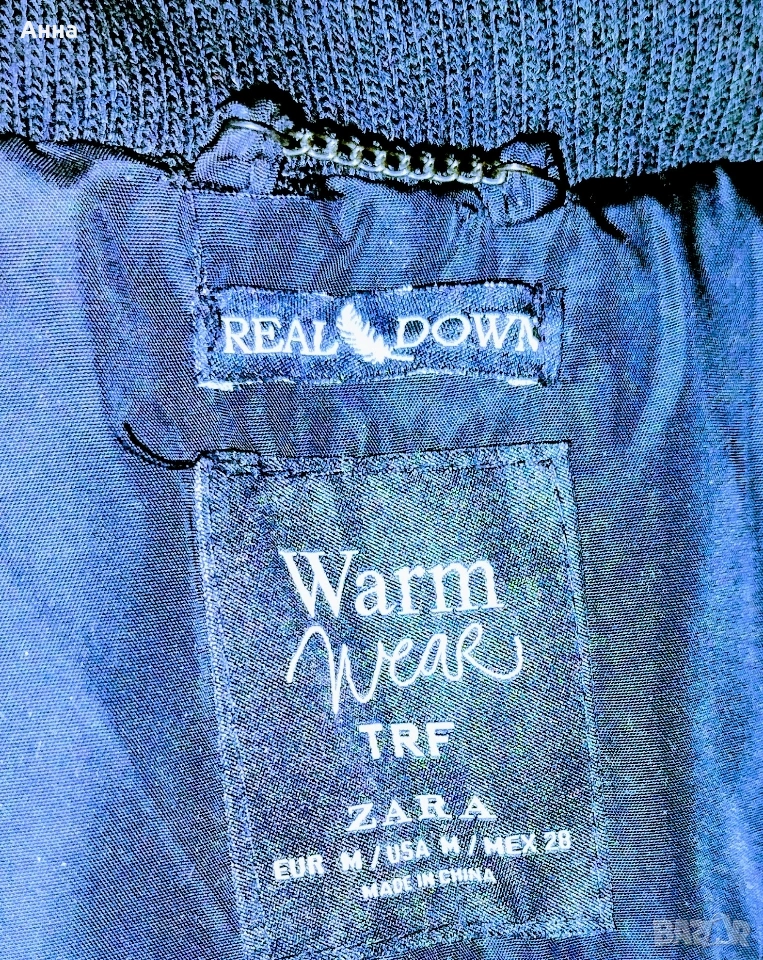 Анна
REAL DOWN
Warm
Wear
TRF
ZARA
EUR M / USA M / MEX 28
MADE IN CHINA
BAZAR